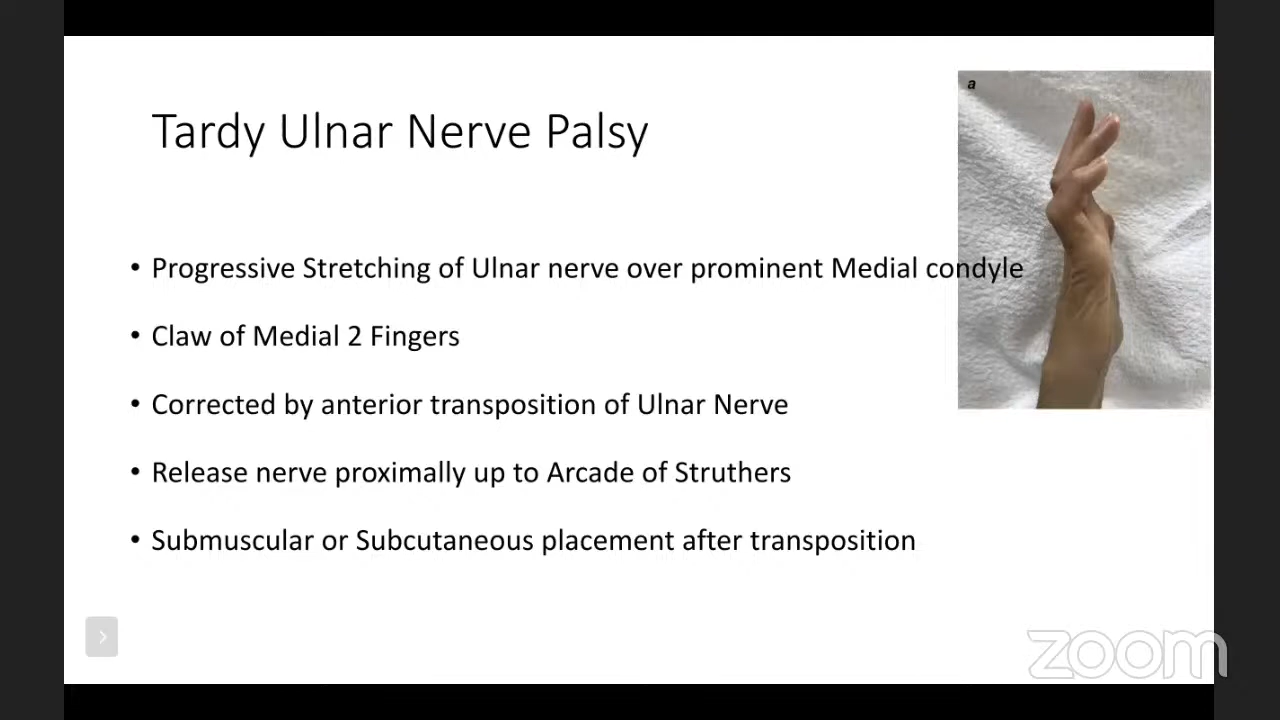 a
Tardy Ulnar Nerve Palsy
• Progressive Stretching of Ulnar nerve over prominent Medial condyle
• Claw of Medial 2 Fingers
• Corrected by anterior transposition of Ulnar Nerve
• Release nerve proximally up to Arcade of Struthers
• Submuscular or Subcutaneous placement after transposition
zoom